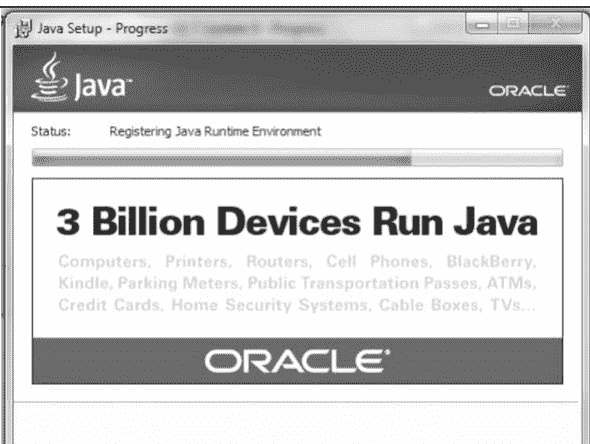 Java Setup - Progress
Java™
ORACLE
Status: Registering Java Runtime Environment
3 Billion Devices Run Java
Computers, Printers, Routers, Cell Phones, BlackBerry,
Kindle, Parking Meters, Public Transportation Passes, ATMs,
Credit Cards, Home Security Systems, Cable Boxes, TVs...
ORACLE®